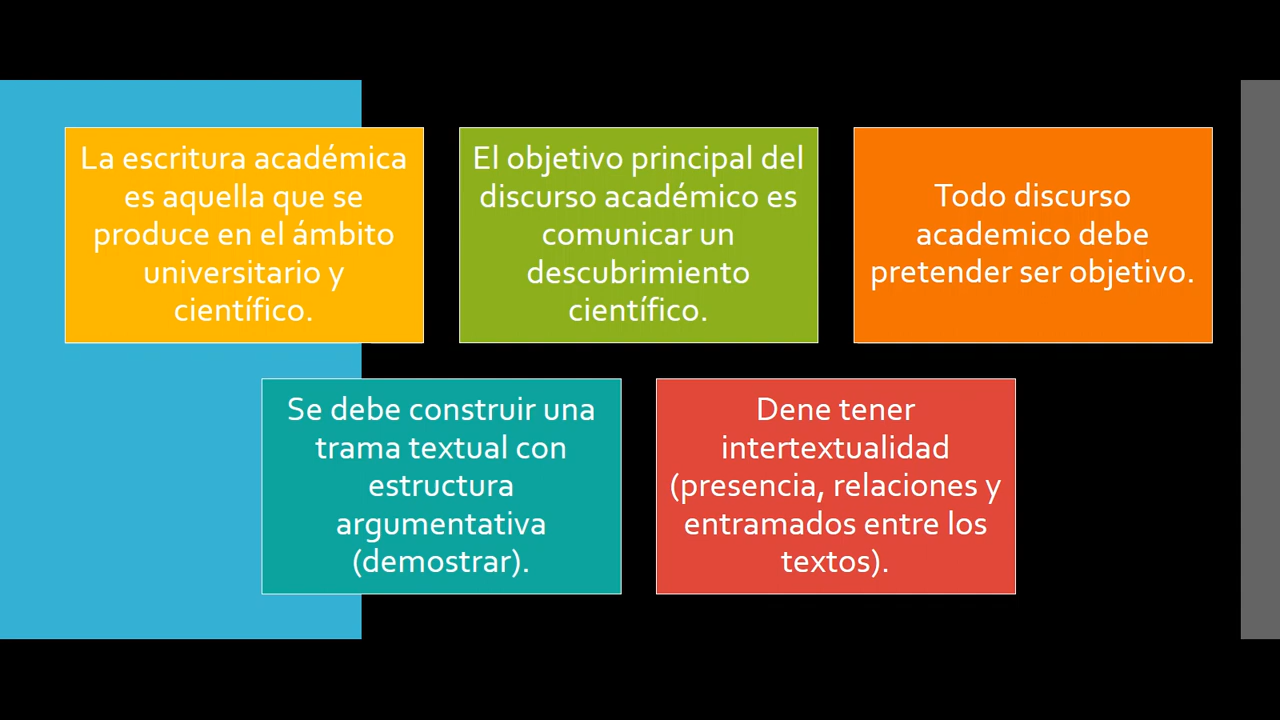 La escritura académica
es aquella que se
produce en el ámbito
universitario y
científico.
El objetivo principal del
discurso académico es
comunicar un
descubrimiento
científico.
Todo discurso
academico debe
pretender ser objetivo.
Se debe construir una
trama textual con
estructura
argumentativa
(demostrar).
Dene tener
intertextualidad
(presencia, relaciones y
entramados entre los
textos).